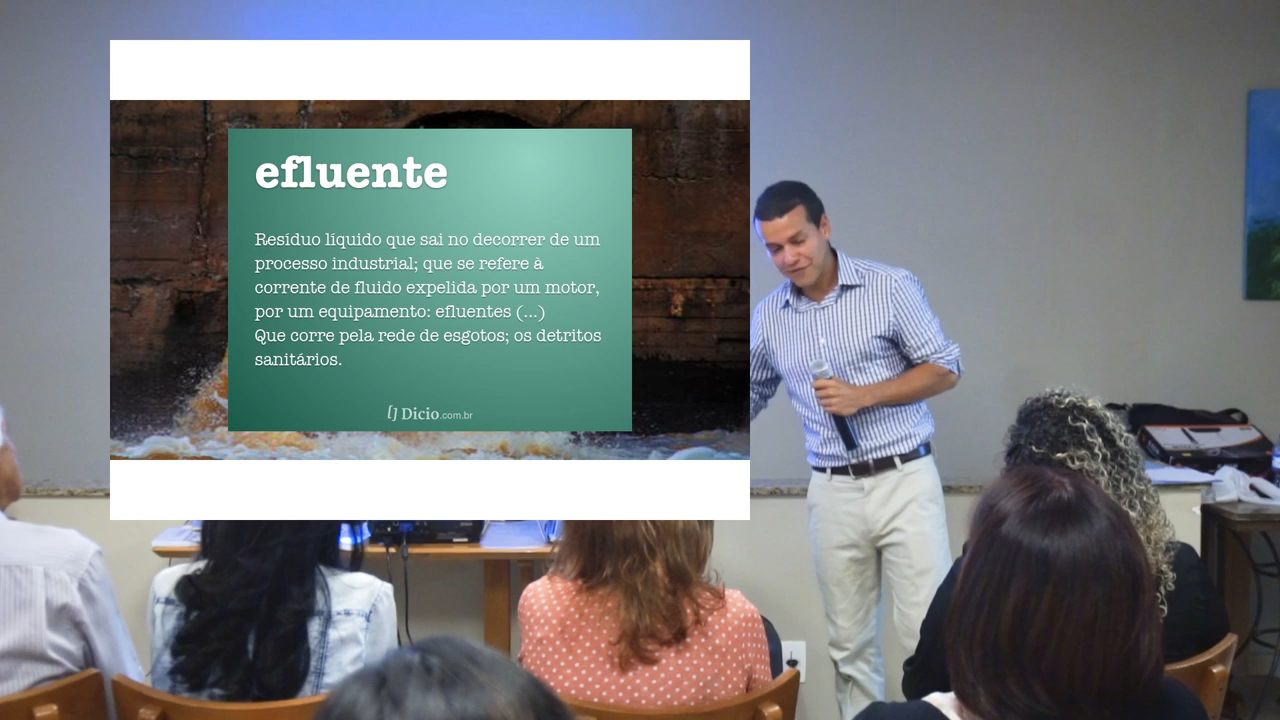 efluente
Resíduo líquido que sai no decorrer de um
processo industrial; que se refere à
corrente de fluido expelida por um motor,
por um equipamento: efluentes (...)
Que corre pela rede de esgotos; os detritos
sanitários.
Dicio.com.br